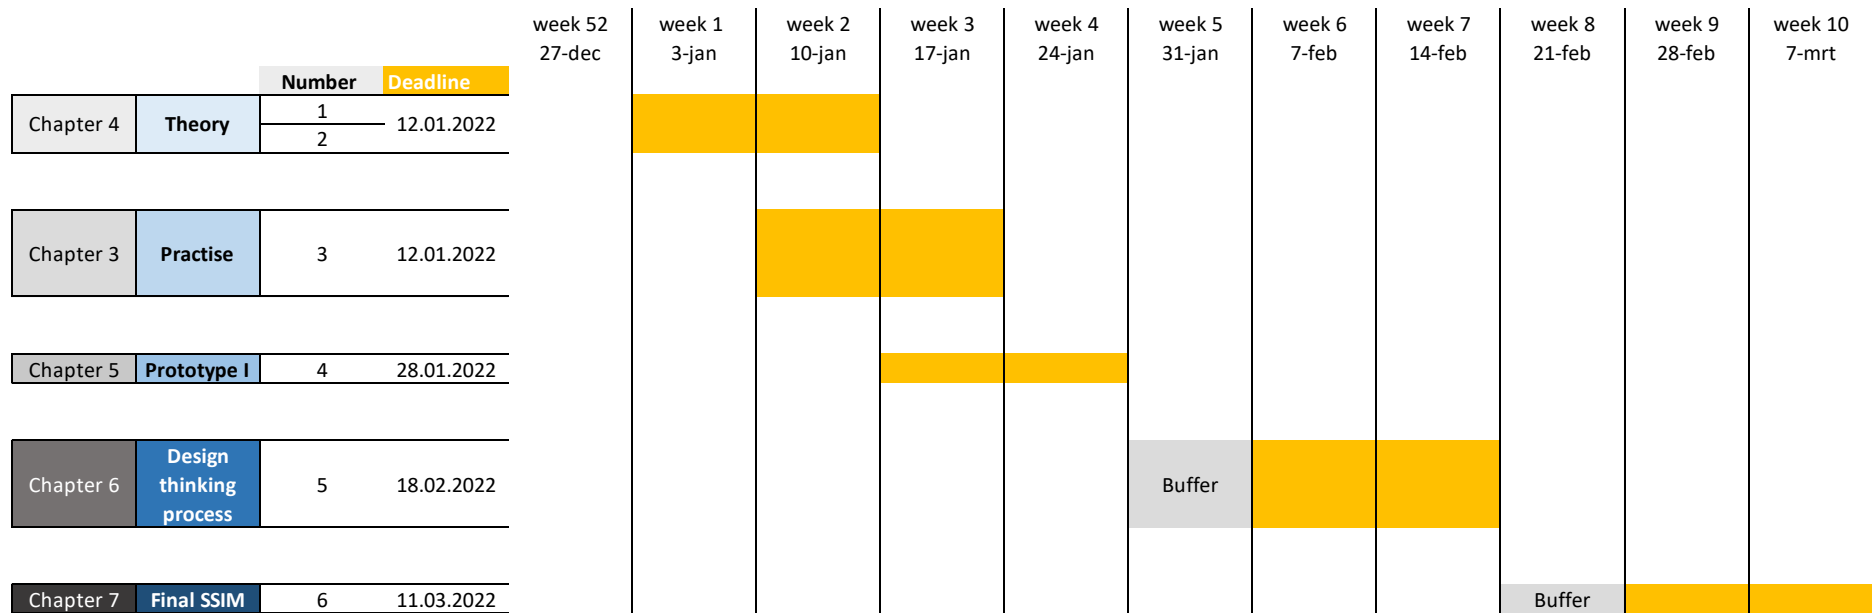 week 52 week 1 week 2 week 3 week 4 week 5 week 6 week 7 week 8 week 9 week 10
27-dec 3-jan 10-jan 17-jan 24-jan 31-jan 7-feb 14-feb 21-feb 28-feb 7-mrt
Number Deadline
Chapter 4 Theory 1 12.01.2022
2
Chapter 3 Practise 3 12.01.2022
Chapter 5 Prototype I 4 28.01.2022
Chapter 6 Design
thinking
process
5 18.02.2022 Buffer
Chapter 7 Final SSIM 6 11.03.2022 Buffer